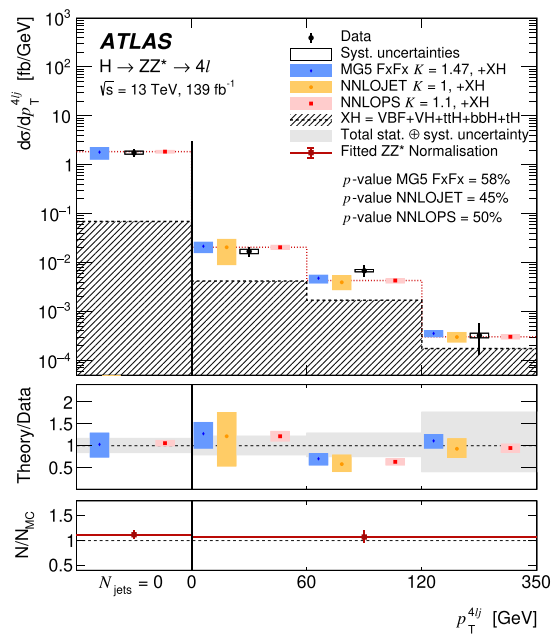 ATLAS
H → ZZ* → 4l
√s = 13 TeV, 139 fb⁻¹
Data
Syst. uncertainties
MG5 FxFx K = 1.47, +XH
NNLOJET K = 1, +XH
NNLOPS K = 1.1, +XH
XH = VBF+VH+ttH+bbH+tH
Total stat. ⊕ syst. uncertainty
Fitted ZZ* Normalisation
p-value MG5 FxFx = 58%
p-value NNLOJET = 45%
p-value NNLOPS = 50%
dσ/dp_T^{4lj} [fb/GeV]
10³
10²
10
1
10⁻¹
10⁻²
10⁻³
10⁻⁴
Theory/Data
2
1.5
1
0.5
N/N_MC
1.5
1
0.5
N_jets = 0
0
60
120
350
p_T^{4lj} [GeV]